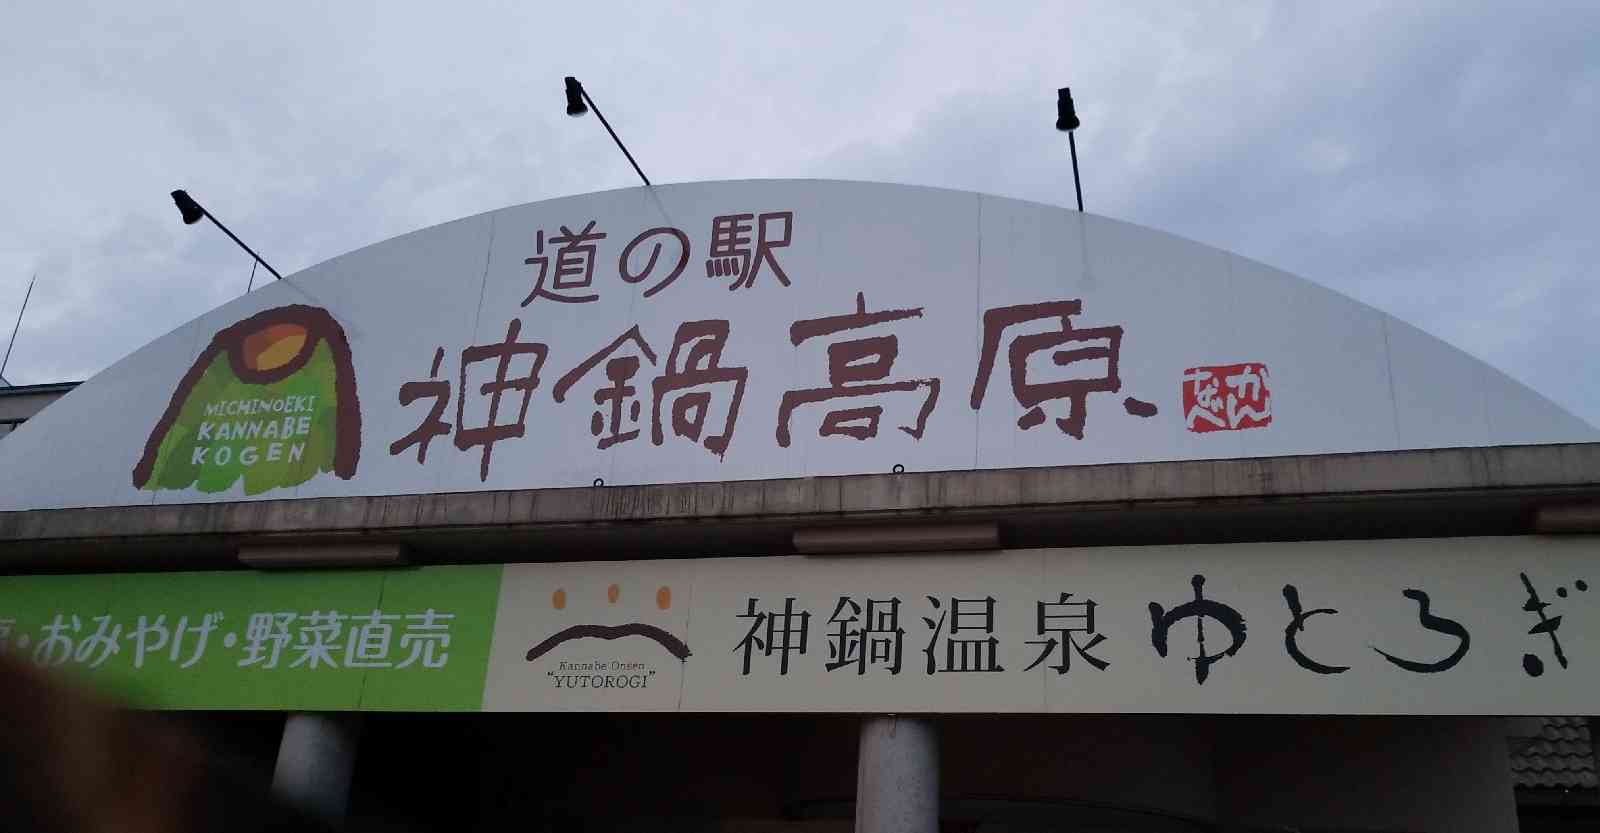 道の駅
神鍋高原
かんなべ
MICHINOEKI
KANNABE
KOGEN
・おみやげ・野菜直売
Kannabe Onsen
"YUTOROGI"
神鍋温泉ゆとろぎ